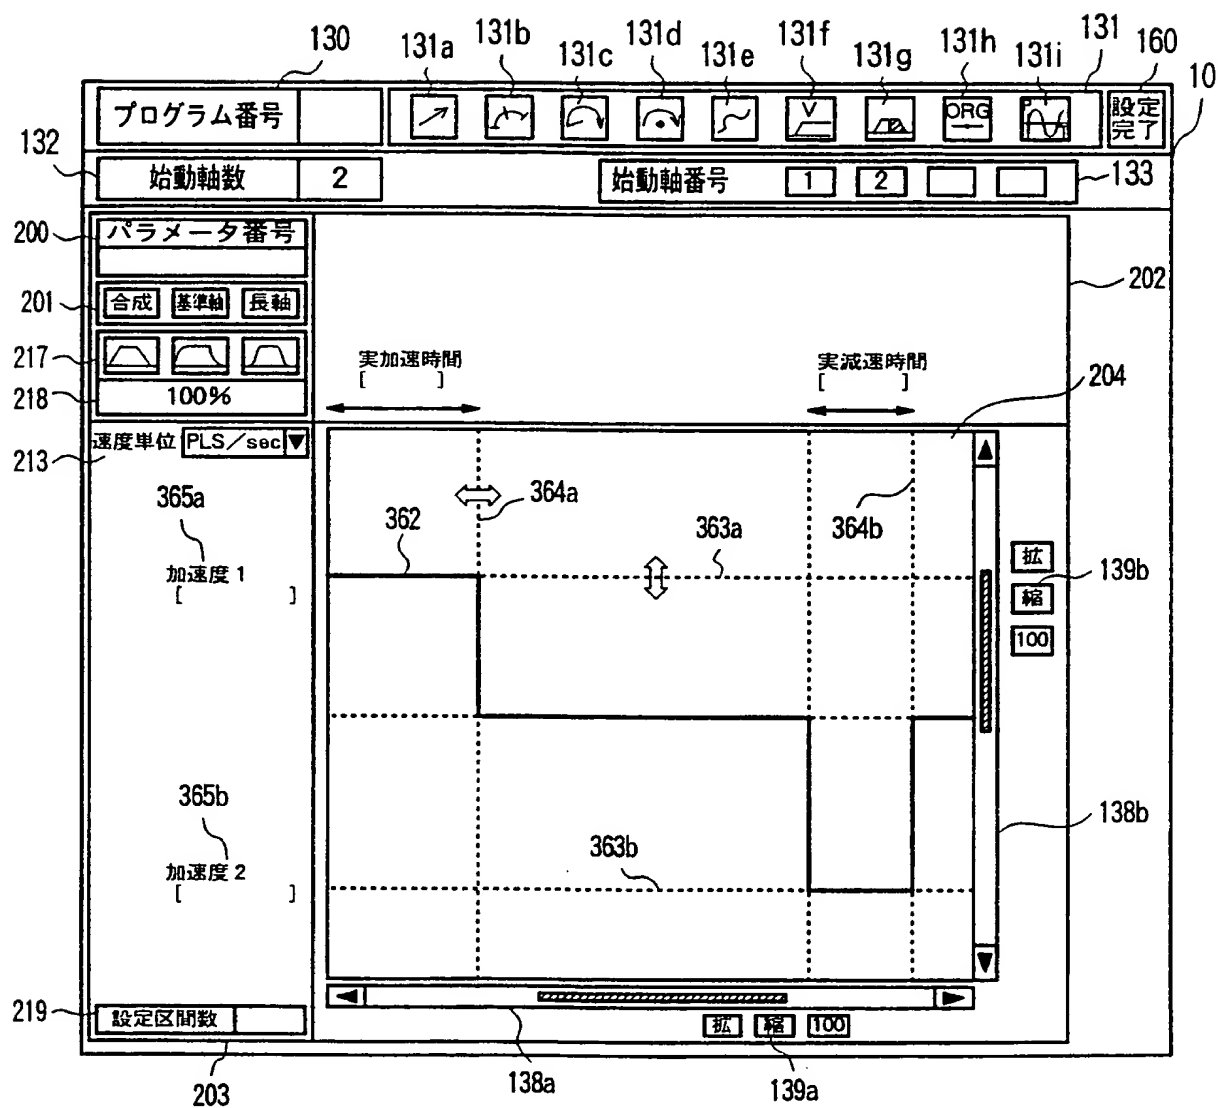 130
131a
131b
131c
131d
131e
131f
131g
131h
131i
131
160
10
プログラム番号
V
ORG
P
設定
完了
132
始動軸数
2
始動軸番号
1
2
133
200
パラメータ番号
201
合成
基準軸
長軸
202
217
218
100%
実加速時間
[ ]
実減速時間
[ ]
204
213
速度単位
PLS/sec
365a
加速度1
[ ]
362
364a
363a
364b
拡
縮
100
139b
365b
加速度2
[ ]
363b
138b
219
設定区間数
拡
縮
100
203
138a
139a